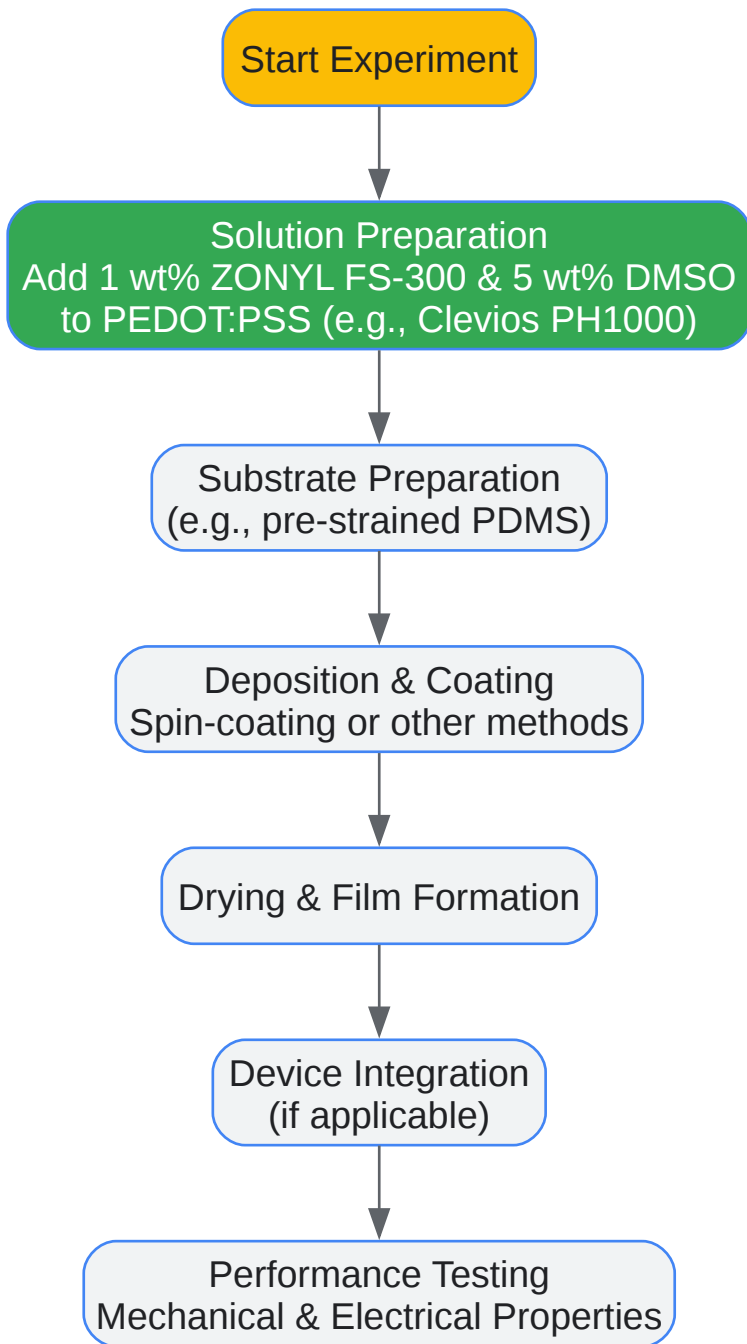 Start Experiment
Solution Preparation
Add 1 wt% ZONYL FS-300 & 5 wt% DMSO
to PEDOT:PSS (e.g., Clevios PH1000)
Substrate Preparation
(e.g., pre-strained PDMS)
Deposition & Coating
Spin-coating or other methods
Drying & Film Formation
Device Integration
(if applicable)
Performance Testing
Mechanical & Electrical Properties